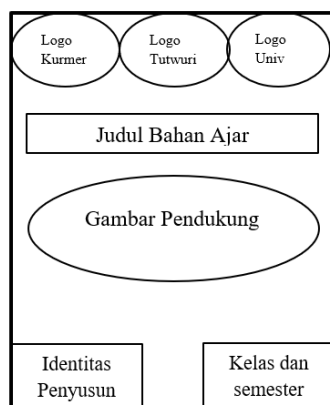 Logo
Kurmer
Logo
Tutwuri
Logo
Univ
Judul Bahan Ajar
Gambar Pendukung
Identitas
Penyusun
Kelas dan
semester